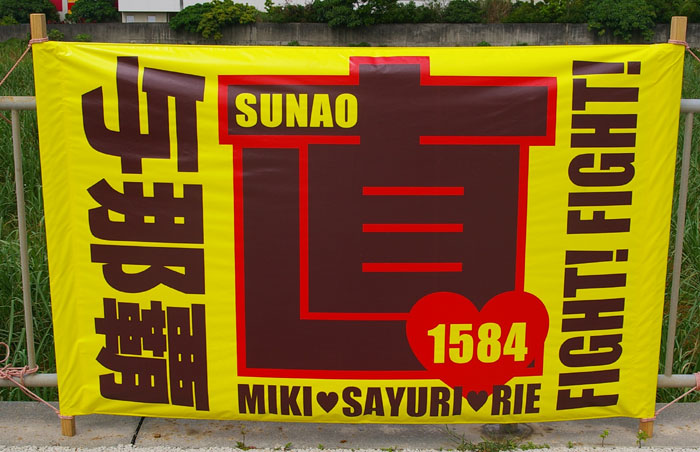 与那覇
直
SUNAO
1584
MIKI♥SAYURI♥RIE
FIGHT! FIGHT!